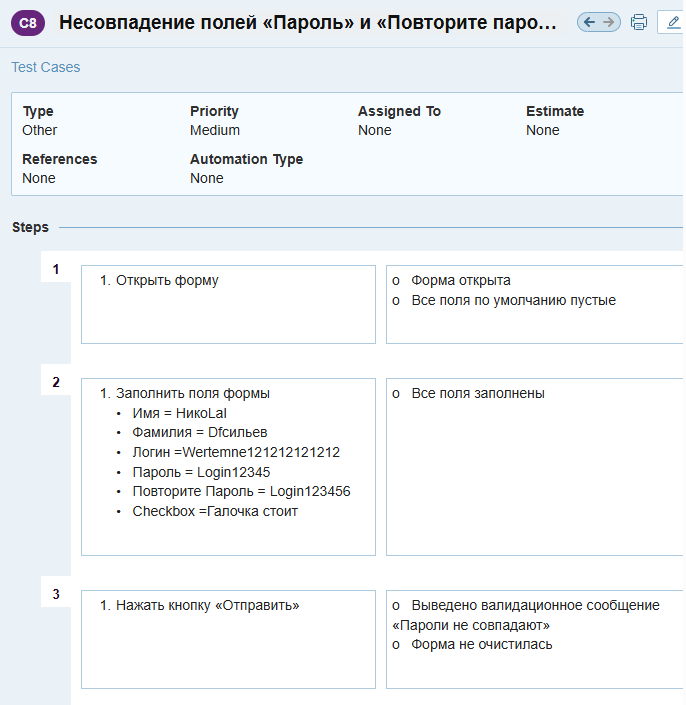 C8 Несовпадение полей «Пароль» и «Повторите паро…
Test Cases
Type Priority Assigned To Estimate
Other Medium None None
References Automation Type
None None
Steps
1
1. Открыть форму
o Форма открыта
o Все поля по умолчанию пустые
2
1. Заполнить поля формы
• Имя = НикоLal
• Фамилия = Dfсильев
• Логин =Wertemne121212121212
• Пароль = Login12345
• Повторите Пароль = Login123456
• Checkbox =Галочка стоит
o Все поля заполнены
3
1. Нажать кнопку «Отправить»
o Выведено валидационное сообщение
«Пароли не совпадают»
o Форма не очистилась